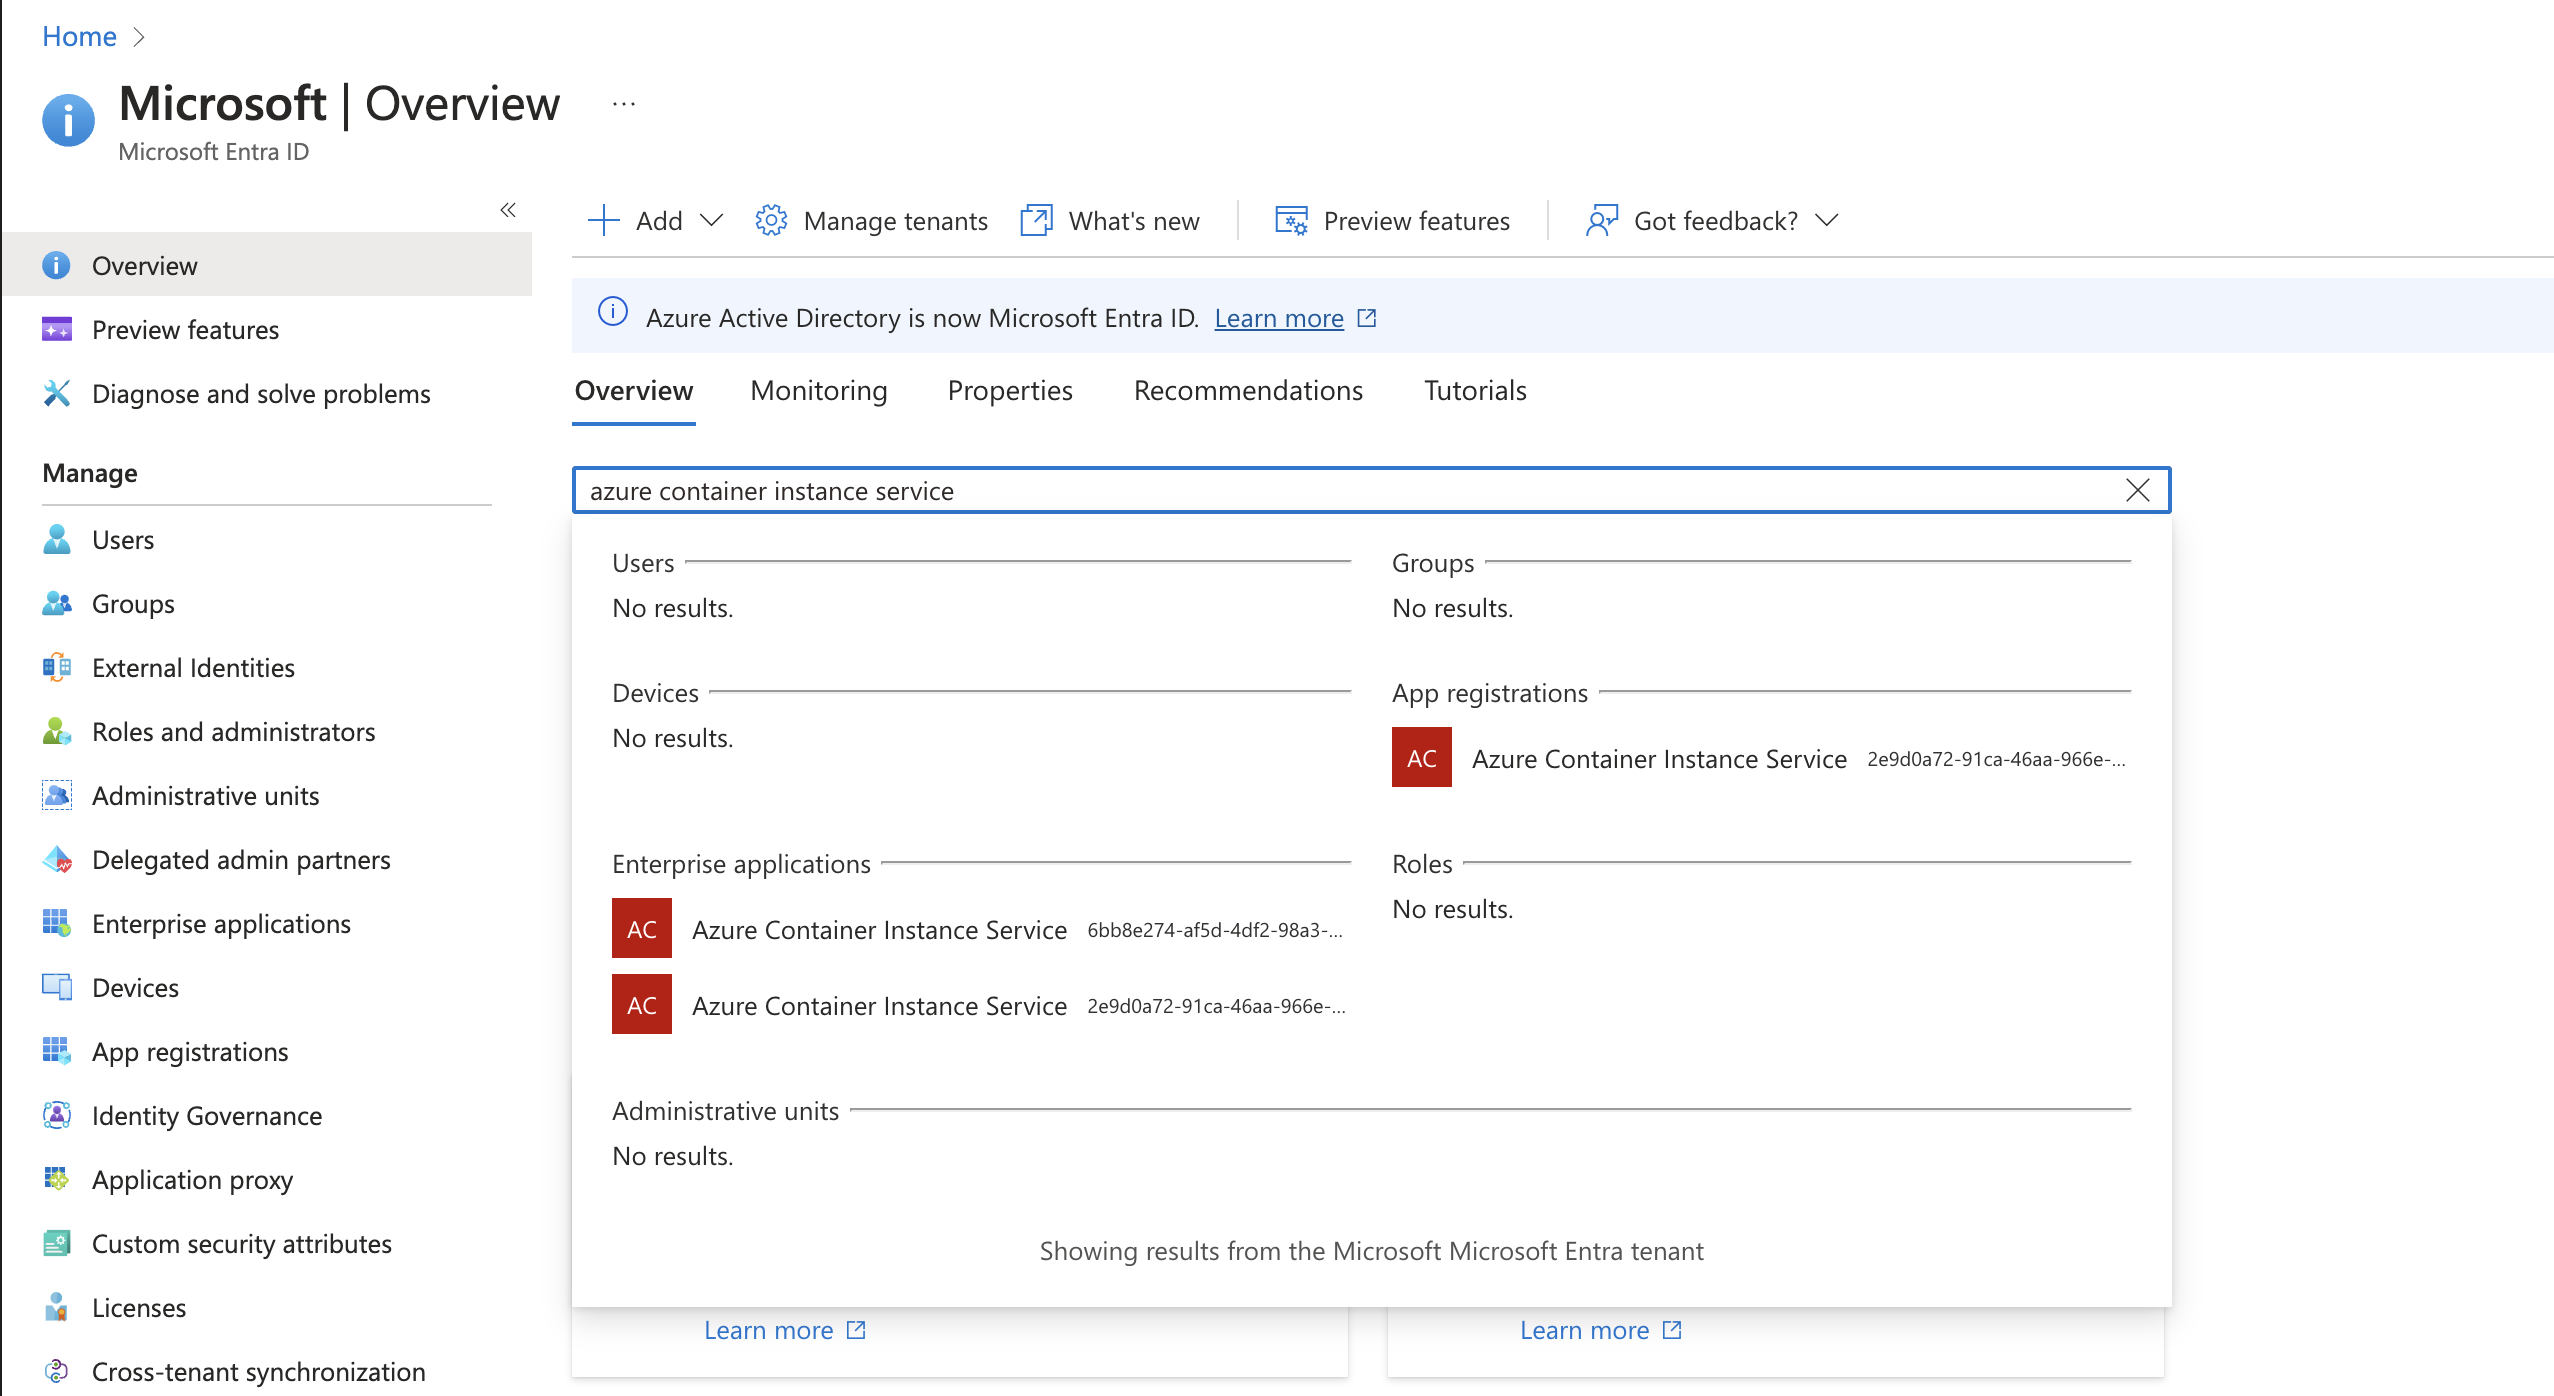 Home
Microsoft | Overview ...
Microsoft Entra ID
Overview
Preview features
Diagnose and solve problems
Manage
Users
Groups
External Identities
Roles and administrators
Administrative units
Delegated admin partners
Enterprise applications
Devices
App registrations
Identity Governance
Application proxy
Custom security attributes
Licenses
Cross-tenant synchronization
Add Manage tenants What's new Preview features Got feedback?
Azure Active Directory is now Microsoft Entra ID. Learn more
Overview Monitoring Properties Recommendations Tutorials
azure container instance service
Users
No results.
Groups
No results.
Devices
No results.
App registrations
AC Azure Container Instance Service 2e9d0a72-91ca-46aa-966e-...
Enterprise applications
AC Azure Container Instance Service 6bb8e274-af5d-4df2-98a3-...
AC Azure Container Instance Service 2e9d0a72-91ca-46aa-966e-...
Roles
No results.
Administrative units
No results.
Showing results from the Microsoft Microsoft Entra tenant
Learn more
Learn more